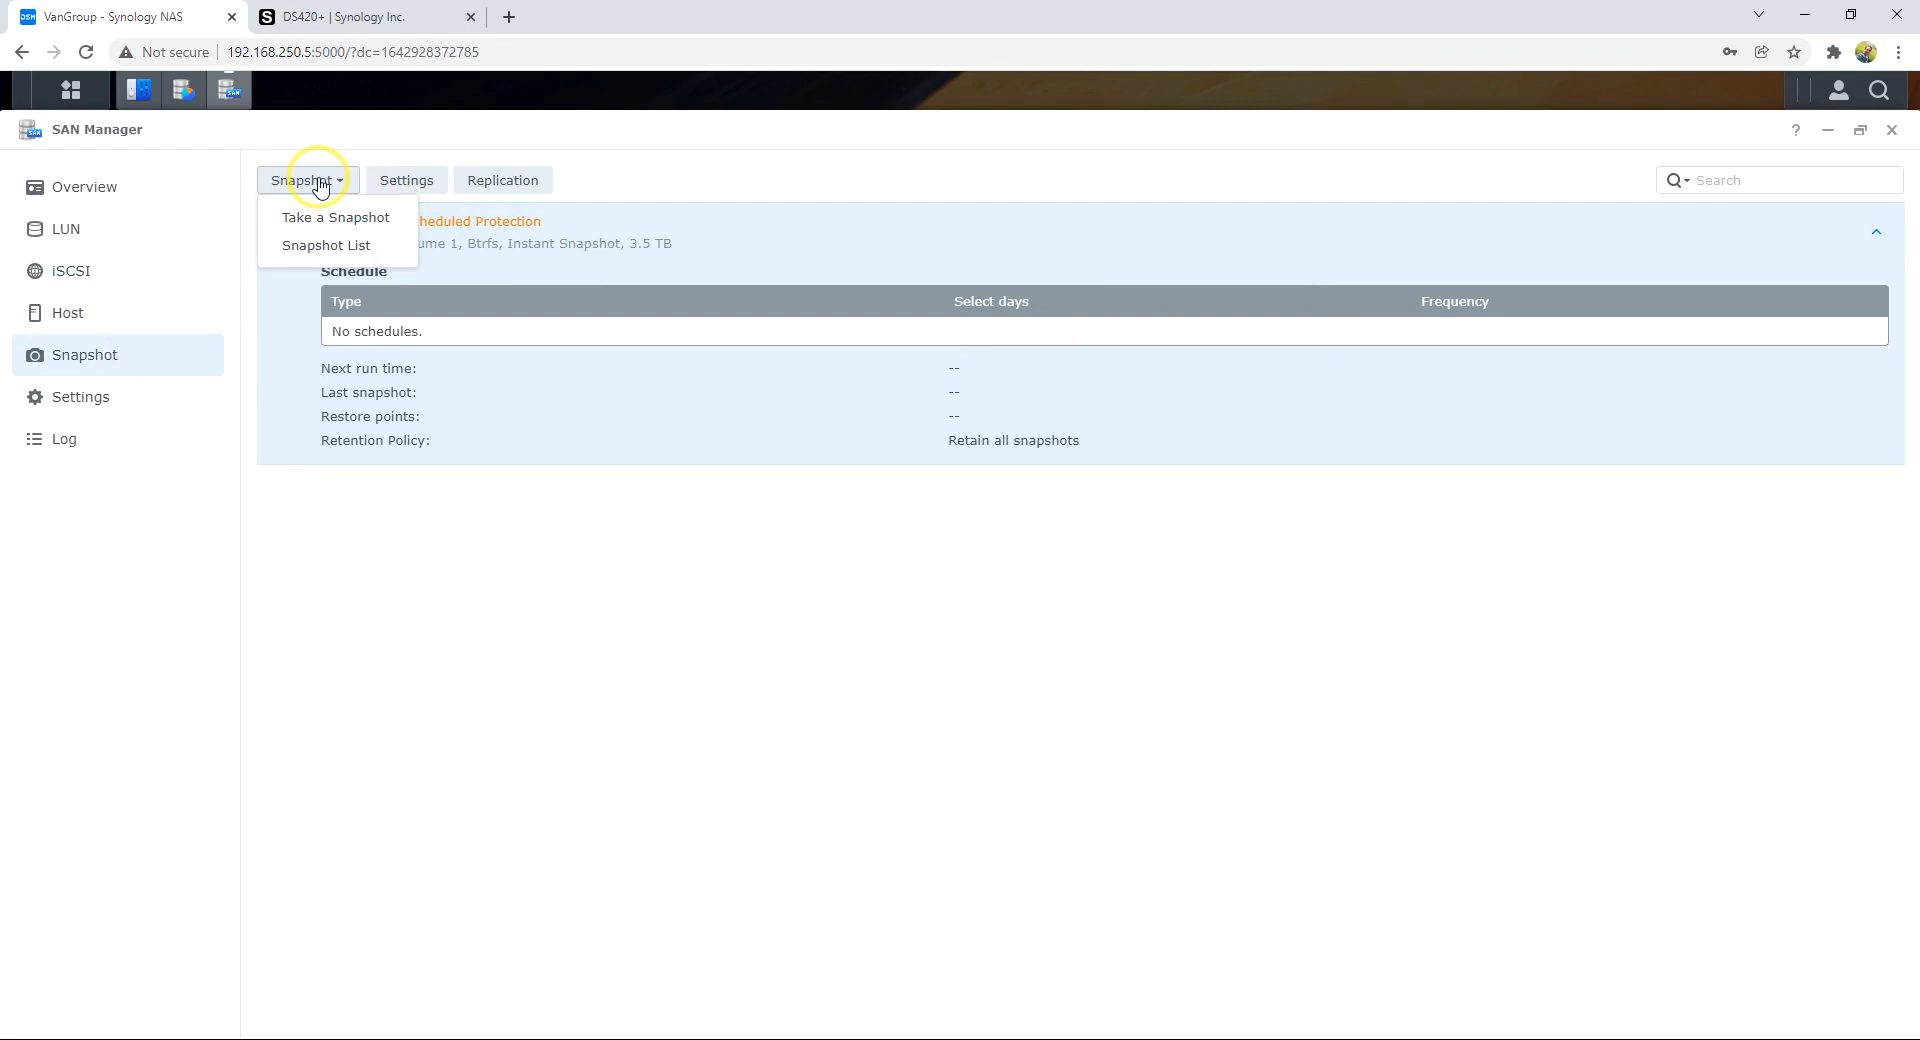 VanGroup - Synology NAS
DS420+ | Synology Inc.
Not secure
192.168.250.5:5000/?dc=1642928372785
SAN Manager
Overview
LUN
iSCSI
Host
Snapshot
Settings
Log
Snapshot
Settings
Replication
Search
Take a Snapshot
Snapshot List
heduled Protection
ume 1, Btrfs, Instant Snapshot, 3.5 TB
Schedule
Type Select days Frequency
No schedules.
Next run time: --
Last snapshot: --
Restore points: --
Retention Policy: Retain all snapshots